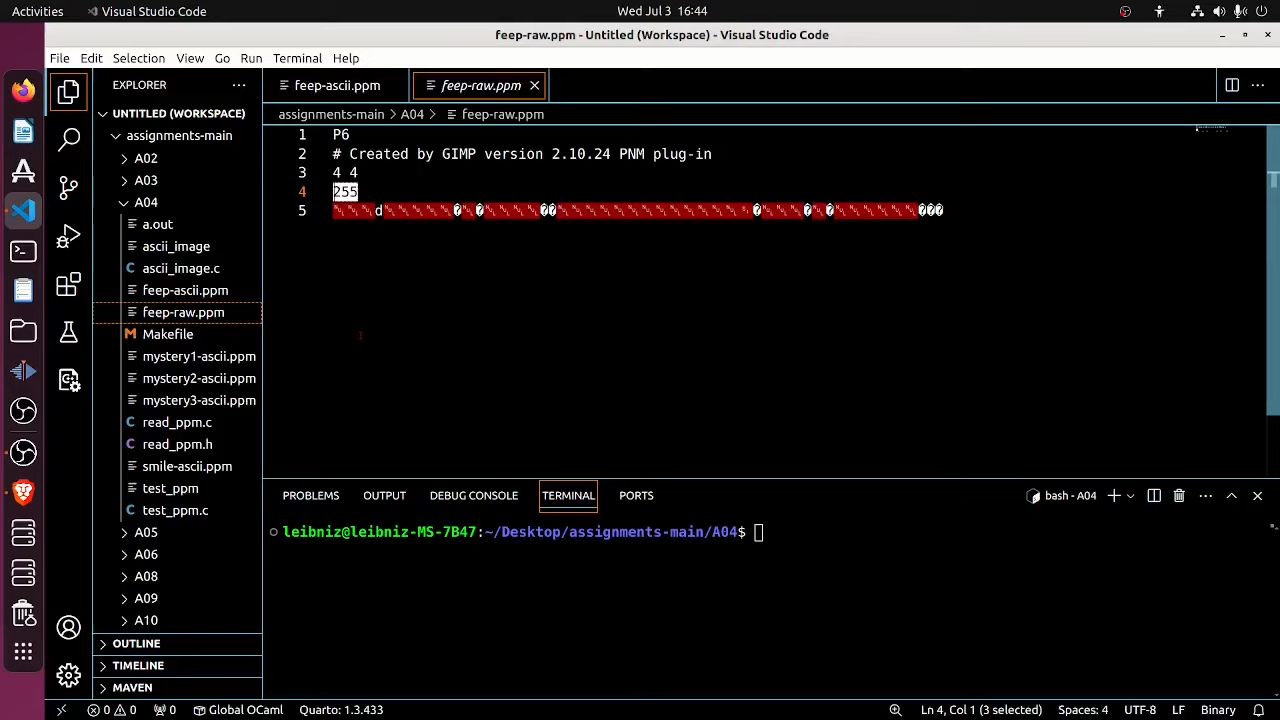 Activities
Visual Studio Code
Wed Jul 3 16:44
feep-raw.ppm - Untitled (Workspace) - Visual Studio Code
File Edit Selection View Go Run Terminal Help
EXPLORER
feep-ascii.ppm
feep-raw.ppm
UNTITLED (WORKSPACE)
assignments-main
A02
A03
A04
a.out
ascii_image
ascii_image.c
feep-ascii.ppm
feep-raw.ppm
Makefile
mystery1-ascii.ppm
mystery2-ascii.ppm
mystery3-ascii.ppm
read_ppm.c
read_ppm.h
smile-ascii.ppm
test_ppm
test_ppm.c
A05
A06
A08
A09
A10
OUTLINE
TIMELINE
MAVEN
assignments-main > A04 > feep-raw.ppm
1 P6
2 # Created by GIMP version 2.10.24 PNM plug-in
3 4 4
4 255
5 d
PROBLEMS OUTPUT DEBUG CONSOLE TERMINAL PORTS
bash - A04
leibniz@leibniz-MS-7B47:~/Desktop/assignments-main/A04$
0 0 0 Global OCaml Quarto: 1.3.433
Ln 4, Col 1 (3 selected) Spaces: 4 UTF-8 LF Binary